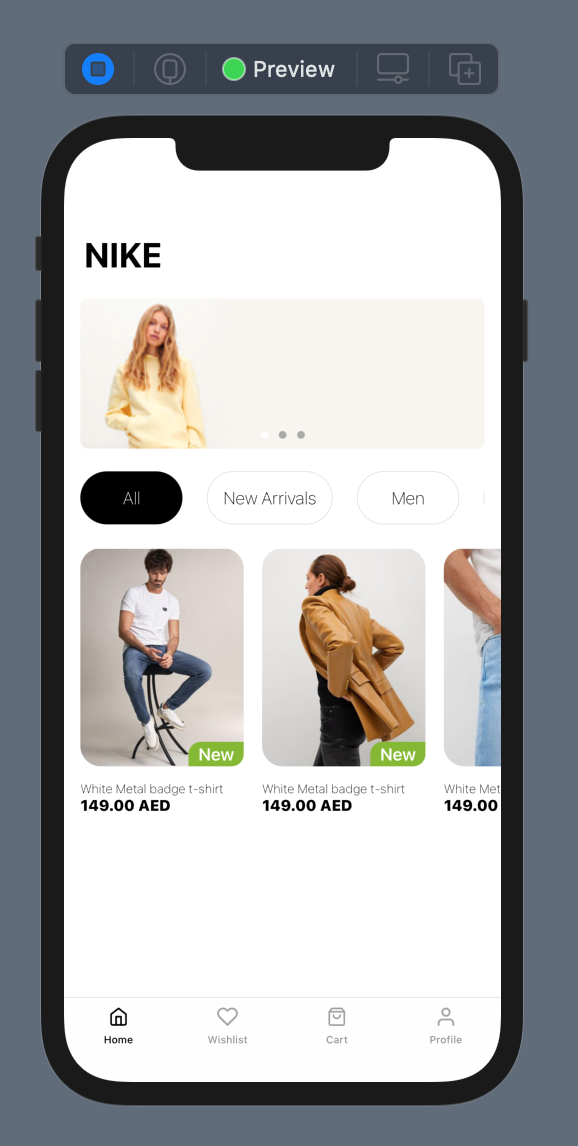 Preview
NIKE
All
New Arrivals
Men
New
New
White Metal badge t-shirt
149.00 AED
White Metal badge t-shirt
149.00 AED
White Met
149.00
Home
Wishlist
Cart
Profile